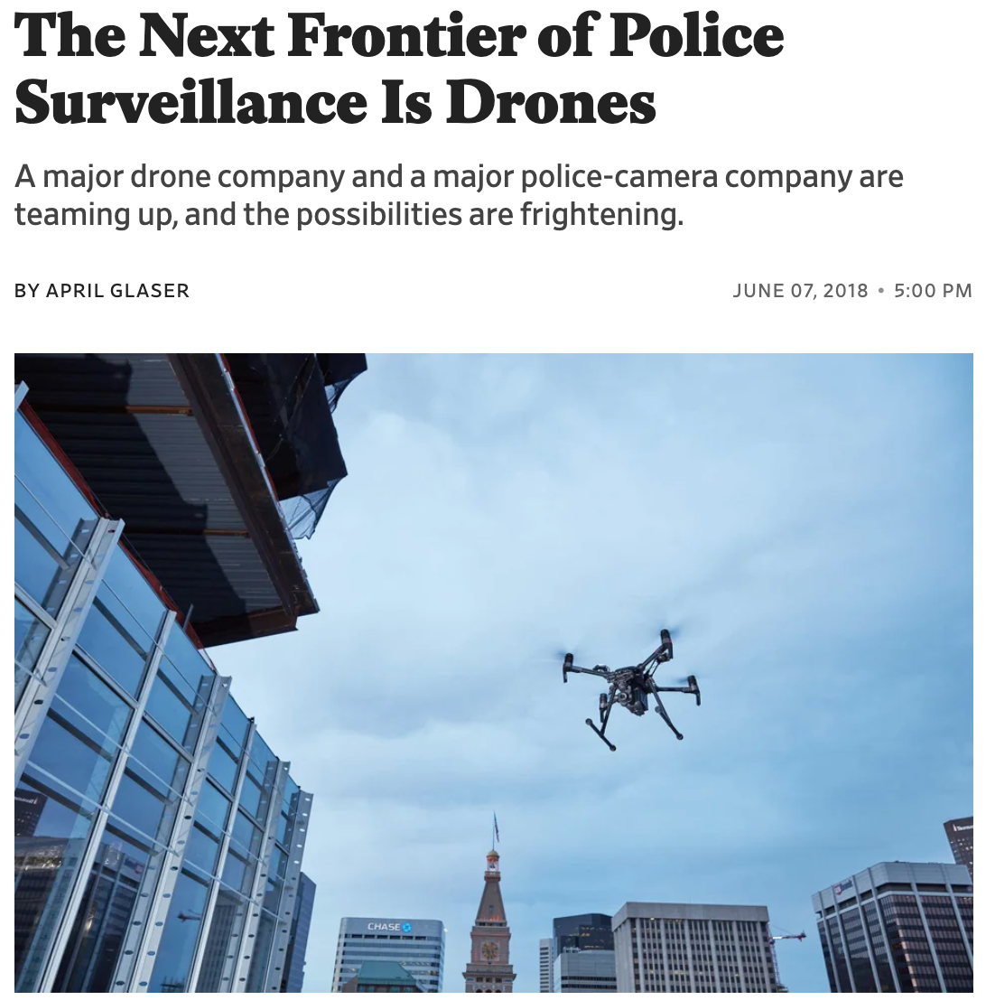 The Next Frontier of Police
Surveillance Is Drones
A major drone company and a major police-camera company are
teaming up, and the possibilities are frightening.
BY APRIL GLASER
JUNE 07, 2018 • 5:00 PM
CHASE